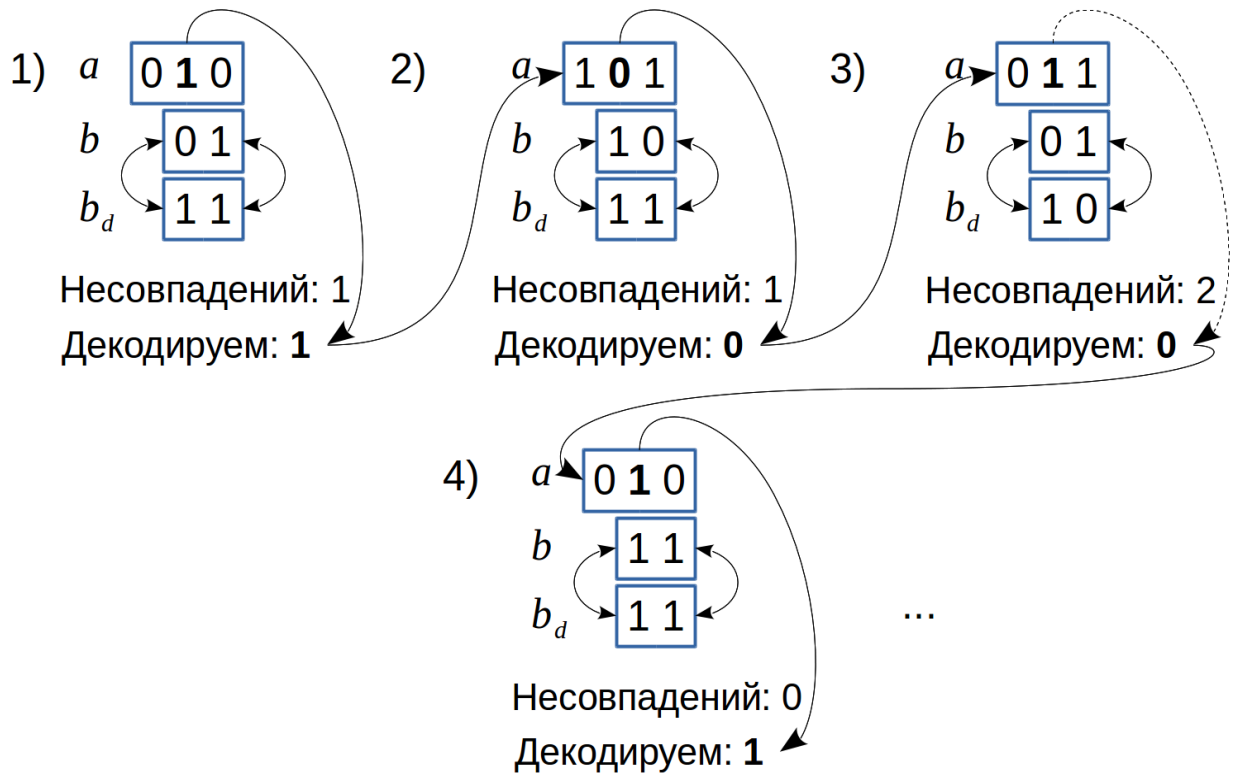 1) a 0 1 0
b 0 1
b_d 1 1
Несовпадений: 1
Декодируем: 1
2) a 1 0 1
b 1 0
b_d 1 1
Несовпадений: 1
Декодируем: 0
3) a 0 1 1
b 0 1
b_d 1 0
Несовпадений: 2
Декодируем: 0
4) a 0 1 0
b 1 1
b_d 1 1
...
Несовпадений: 0
Декодируем: 1